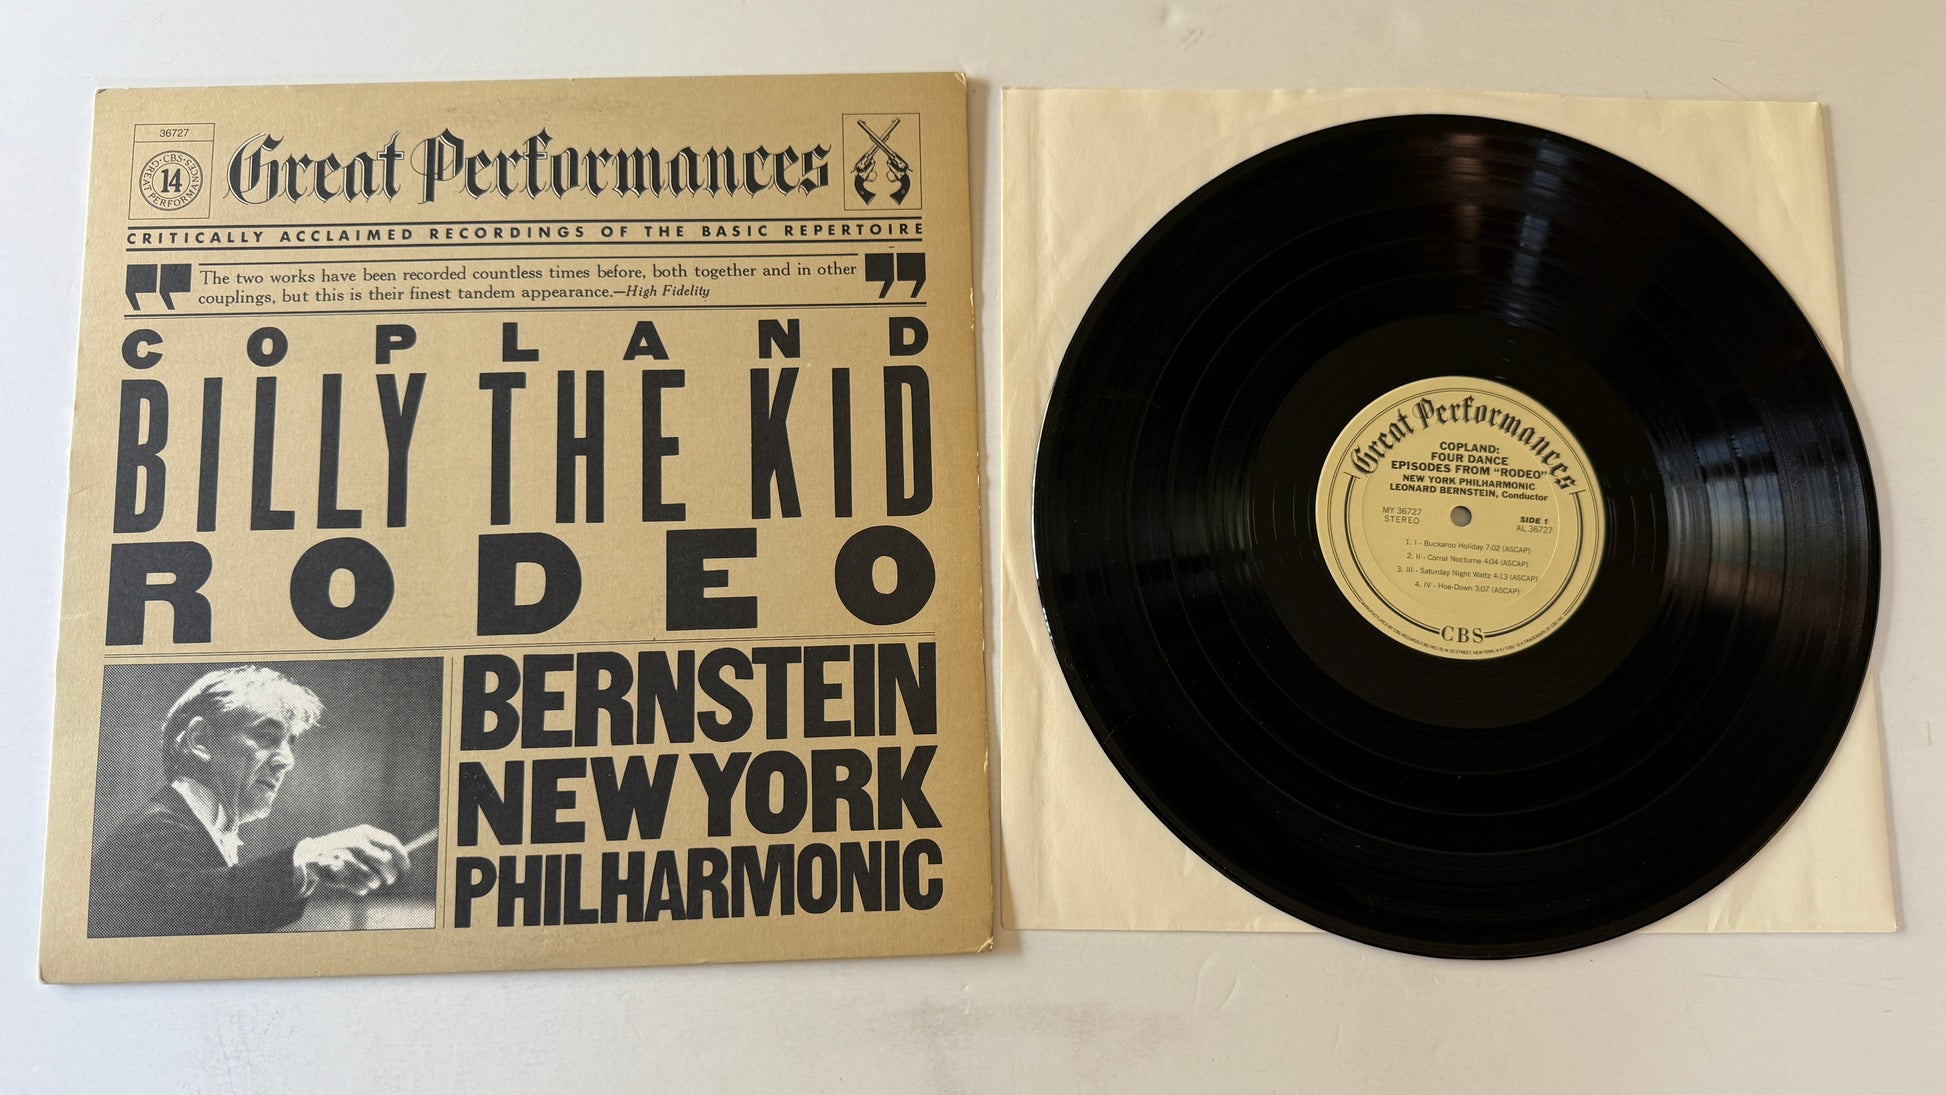 36727
GREAT PERFORMANCES · CBS ·
14
Great Performances
CRITICALLY ACCLAIMED RECORDINGS OF THE BASIC REPERTOIRE
The two works have been recorded countless times before, both together and in other
couplings, but this is their finest tandem appearance.—High Fidelity
COPLAND
BILLY THE KID
RODEO
BERNSTEIN
NEW YORK
PHILHARMONIC
Great Performances
COPLAND:
FOUR DANCE
EPISODES FROM "RODEO"
NEW YORK PHILHARMONIC
LEONARD BERNSTEIN, Conductor
MY 36727
STEREO
SIDE 1
AL 36727
1. I - Buckaroo Holiday 7:02 (ASCAP)
2. II - Corral Nocturne 4:04 (ASCAP)
3. III - Saturday Night Waltz 4:13 (ASCAP)
4. IV - Hoe-Down 3:07 (ASCAP)
CBS